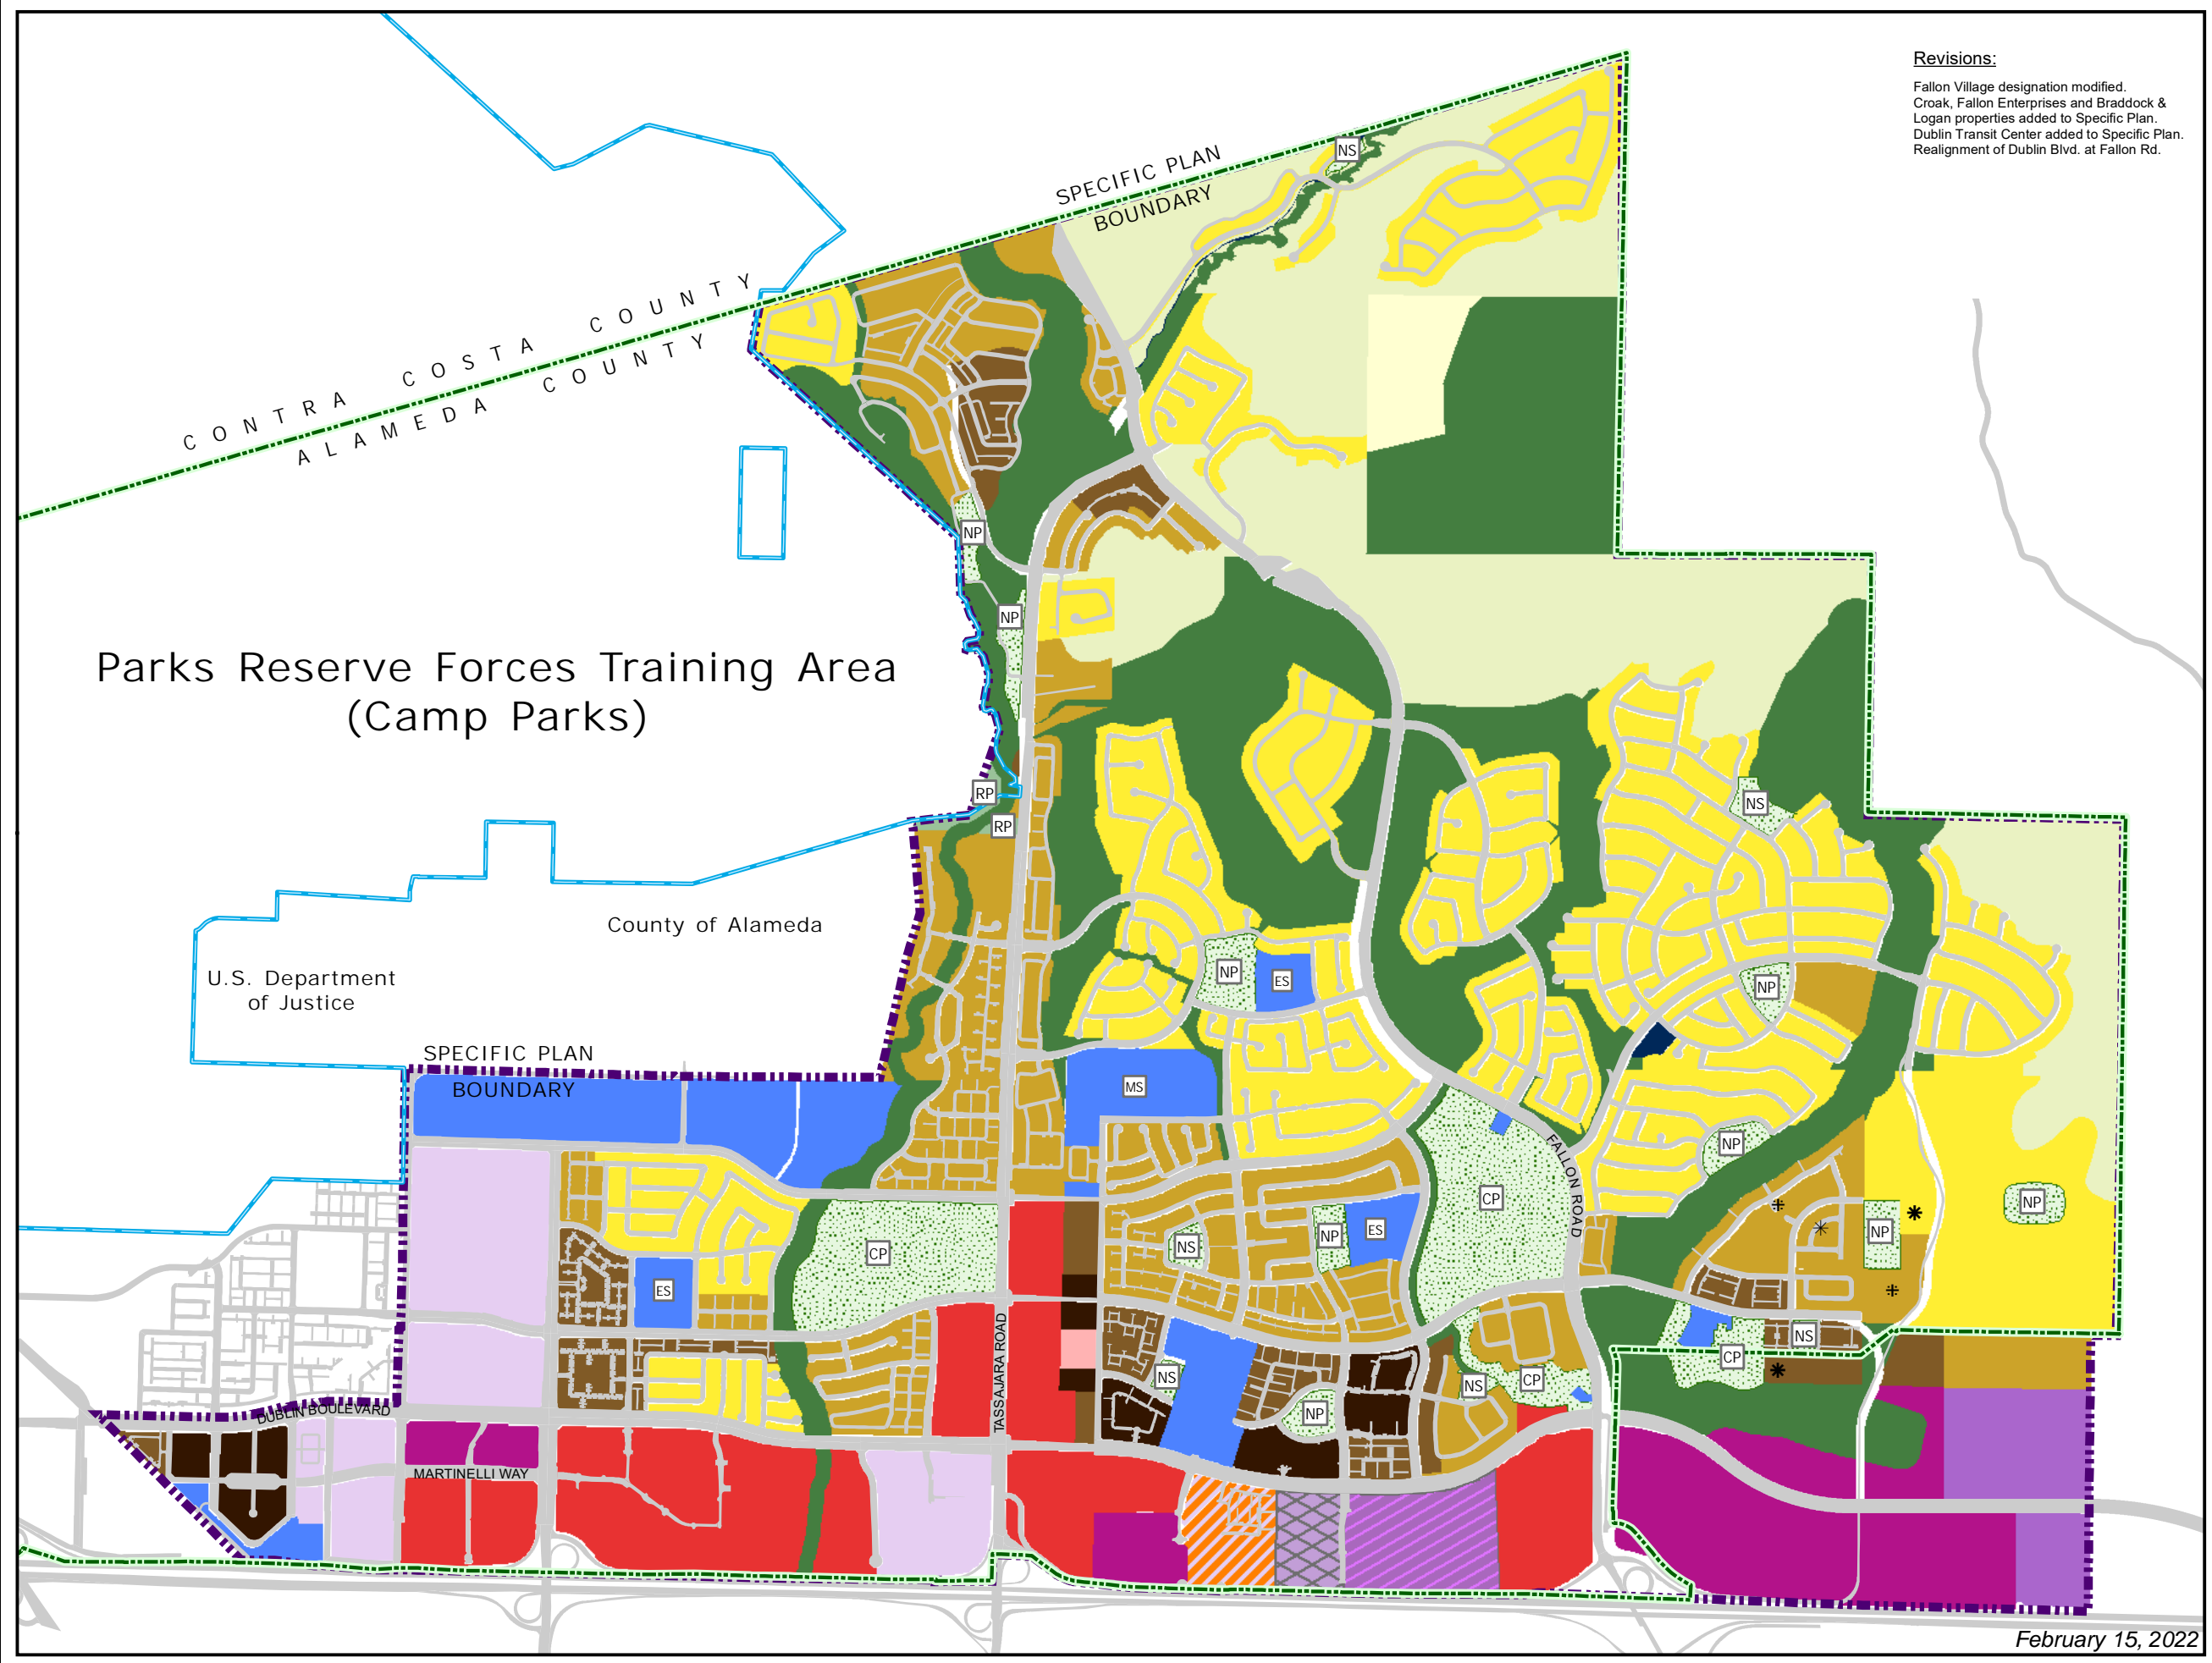 Revisions:
Fallon Village designation modified.
Croak, Fallon Enterprises and Braddock &
Logan properties added to Specific Plan.
Dublin Transit Center added to Specific Plan.
Realignment of Dublin Blvd. at Fallon Rd.
NS
SPECIFIC PLAN
BOUNDARY
CONTRA COSTA COUNTY
ALAMEDA COUNTY
NP
NP
Parks Reserve Forces Training Area
(Camp Parks)
RP
RP
NS
County of Alameda
U.S. Department
of Justice
NP
ES
NP
SPECIFIC PLAN
BOUNDARY
MS
NP
FALLON ROAD
CP
NP
NP
NP
ES
NS
CP
ES
TASSAJARA ROAD
NS
CP
NS
NS
CP
NP
DUBLIN BOULEVARD
MARTINELLI WAY
February 15, 2022